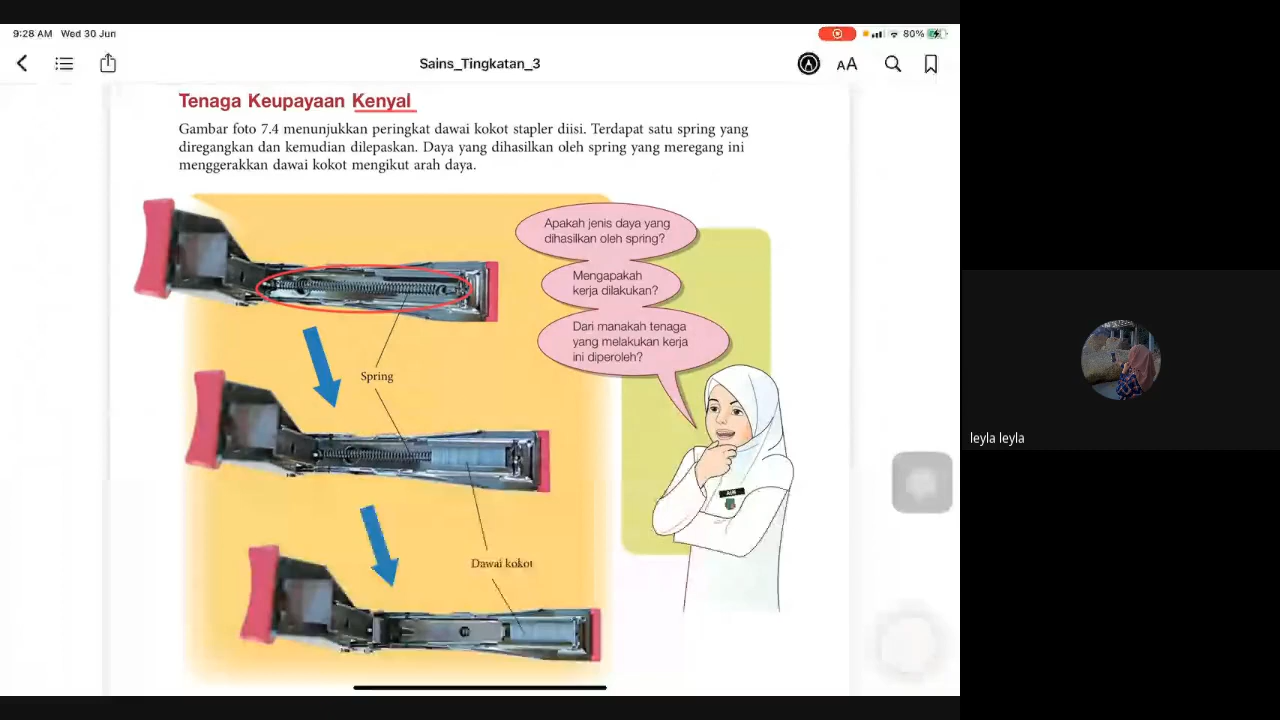 9:28 AM Wed 30 Jun
80%
Sains_Tingkatan_3
AA
Tenaga Keupayaan Kenyal
Gambar foto 7.4 menunjukkan peringkat dawai kokot stapler diisi. Terdapat satu spring yang
diregangkan dan kemudian dilepaskan. Daya yang dihasilkan oleh spring yang meregang ini
menggerakkan dawai kokot mengikut arah daya.
Apakah jenis daya yang
dihasilkan oleh spring?
Mengapakah
kerja dilakukan?
Dari manakah tenaga
yang melakukan kerja
ini diperoleh?
Spring
Dawai kokot
leyla leyla